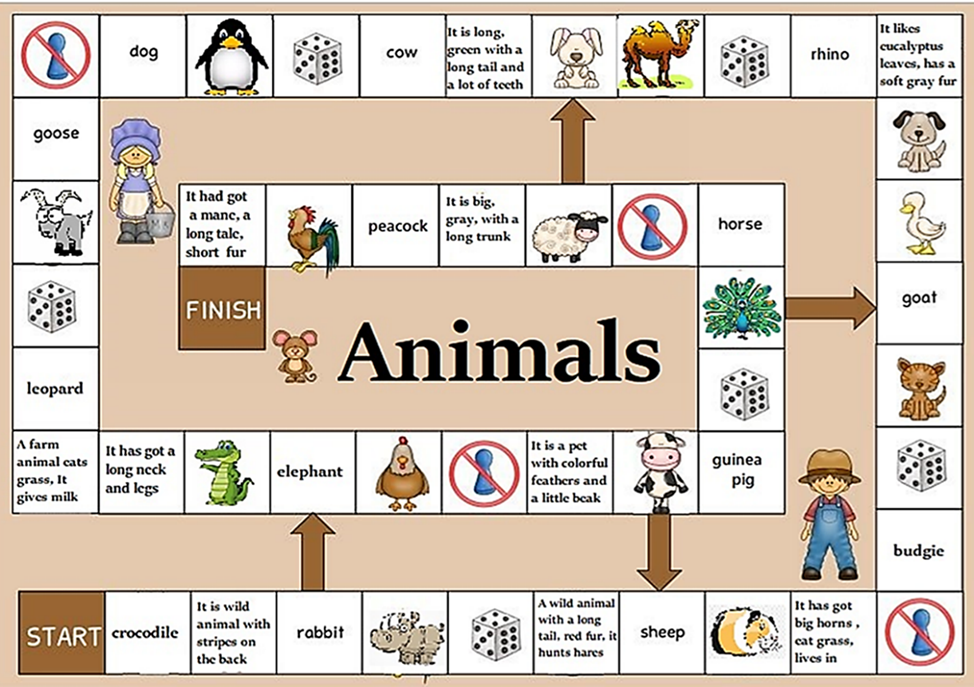 dog
cow
It is long,
green with a
long tail and
a lot of teeth
rhino
It likes
eucalyptus
leaves, has a
soft gray fur
goose
It had got
a mane, a
long talc,
short fur
peacock
It is big,
gray, with a
long trunk
horse
FINISH
goat
Animals
leopard
A farm
animal eats
grass, It
gives milk
It has got a
long neck
and legs
elephant
It is a pet
with colorful
feathers and
a little beak
guinea
pig
budgie
START
crocodile
It is wild
animal with
stripes on
the back
rabbit
A wild animal
with a long
tail, red fur, it
hunts hares
sheep
It has got
big horns ,
eat grass,
lives in